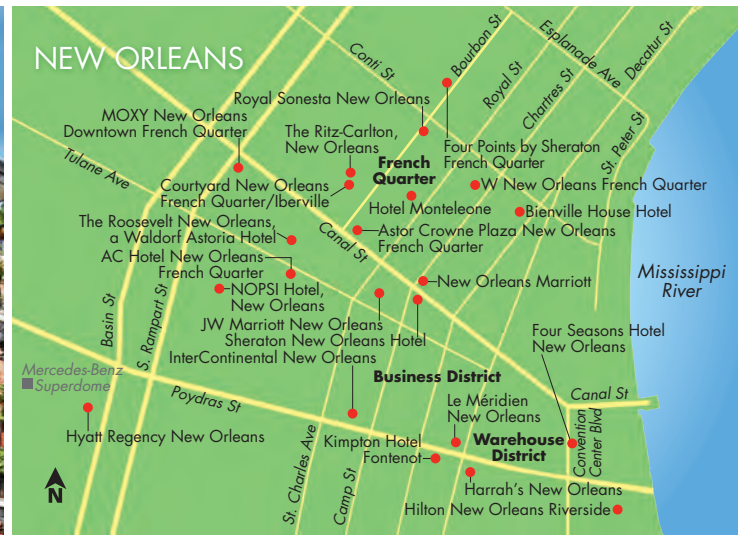 NEW ORLEANS
Conti St
Bourbon St
Royal St
Chartres St
Esplanade Ave
Decatur St
St. Peter St
Royal Sonesta New Orleans
MOXY New Orleans
Downtown French Quarter
The Ritz-Carlton,
New Orleans
Four Points by Sheraton
French Quarter
French
Quarter
Tulane Ave
Courtyard New Orleans
French Quarter/Iberville
W New Orleans French Quarter
Hotel Monteleone
Bienville House Hotel
The Roosevelt New Orleans,
a Waldorf Astoria Hotel
Canal St
Astor Crowne Plaza New Orleans
French Quarter
AC Hotel New Orleans
French Quarter
New Orleans Marriott
Mississippi
River
NOPSI Hotel,
New Orleans
Basin St
S. Rampart St
JW Marriott New Orleans
Sheraton New Orleans Hotel
Four Seasons Hotel
New Orleans
InterContinental New Orleans
Mercedes-Benz
Superdome
Business District
Poydras St
Canal St
Le Méridien
New Orleans
Convention
Center Blvd
Hyatt Regency New Orleans
Kimpton Hotel
Fontenot
Warehouse
District
St. Charles Ave
Camp St
Harrah's New Orleans
Hilton New Orleans Riverside
N